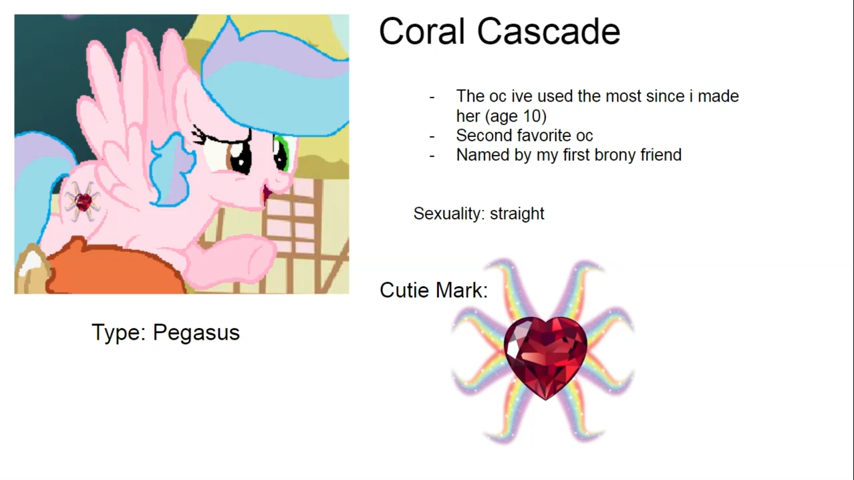 Coral Cascade
- The oc ive used the most since i made
her (age 10)
- Second favorite oc
- Named by my first brony friend
Sexuality: straight
Cutie Mark:
Type: Pegasus